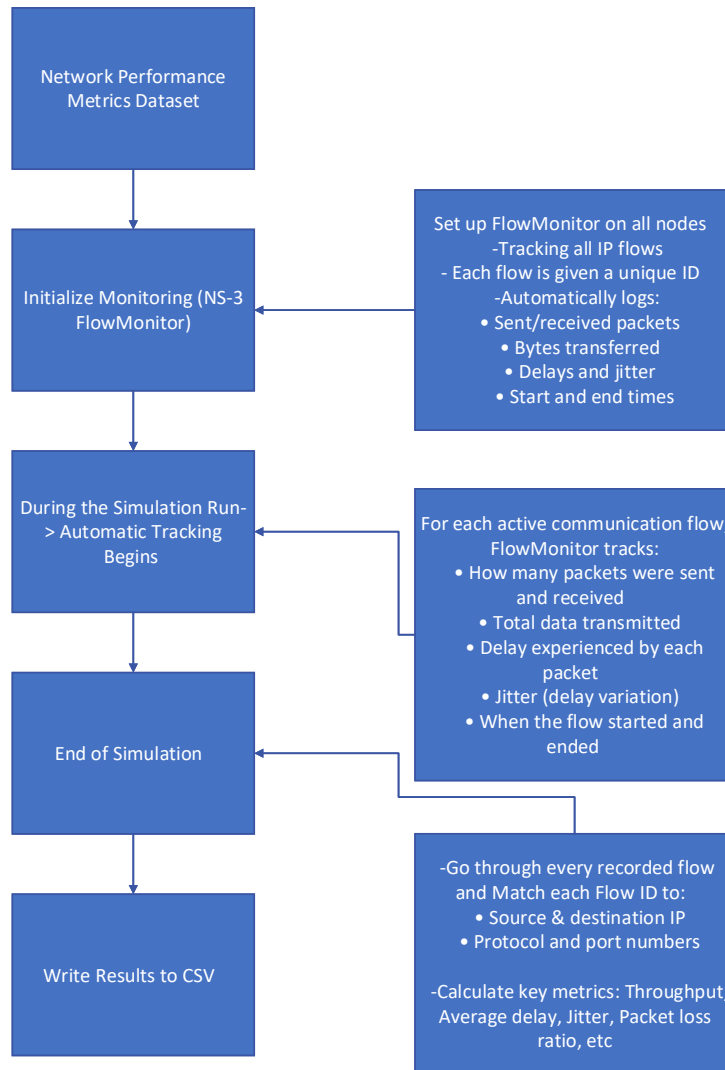 Network Performance
Metrics Dataset
Set up FlowMonitor on all nodes
-Tracking all IP flows
- Each flow is given a unique ID
-Automatically logs:
• Sent/received packets
• Bytes transferred
• Delays and jitter
• Start and end times
Initialize Monitoring (NS-3
FlowMonitor)
During the Simulation Run-
> Automatic Tracking
Begins
For each active communication flow,
FlowMonitor tracks:
• How many packets were sent
and received
• Total data transmitted
• Delay experienced by each
packet
• Jitter (delay variation)
• When the flow started and
ended
End of Simulation
-Go through every recorded flow
and Match each Flow ID to:
• Source & destination IP
• Protocol and port numbers
-Calculate key metrics: Throughput,
Average delay, Jitter, Packet loss
ratio, etc
Write Results to CSV